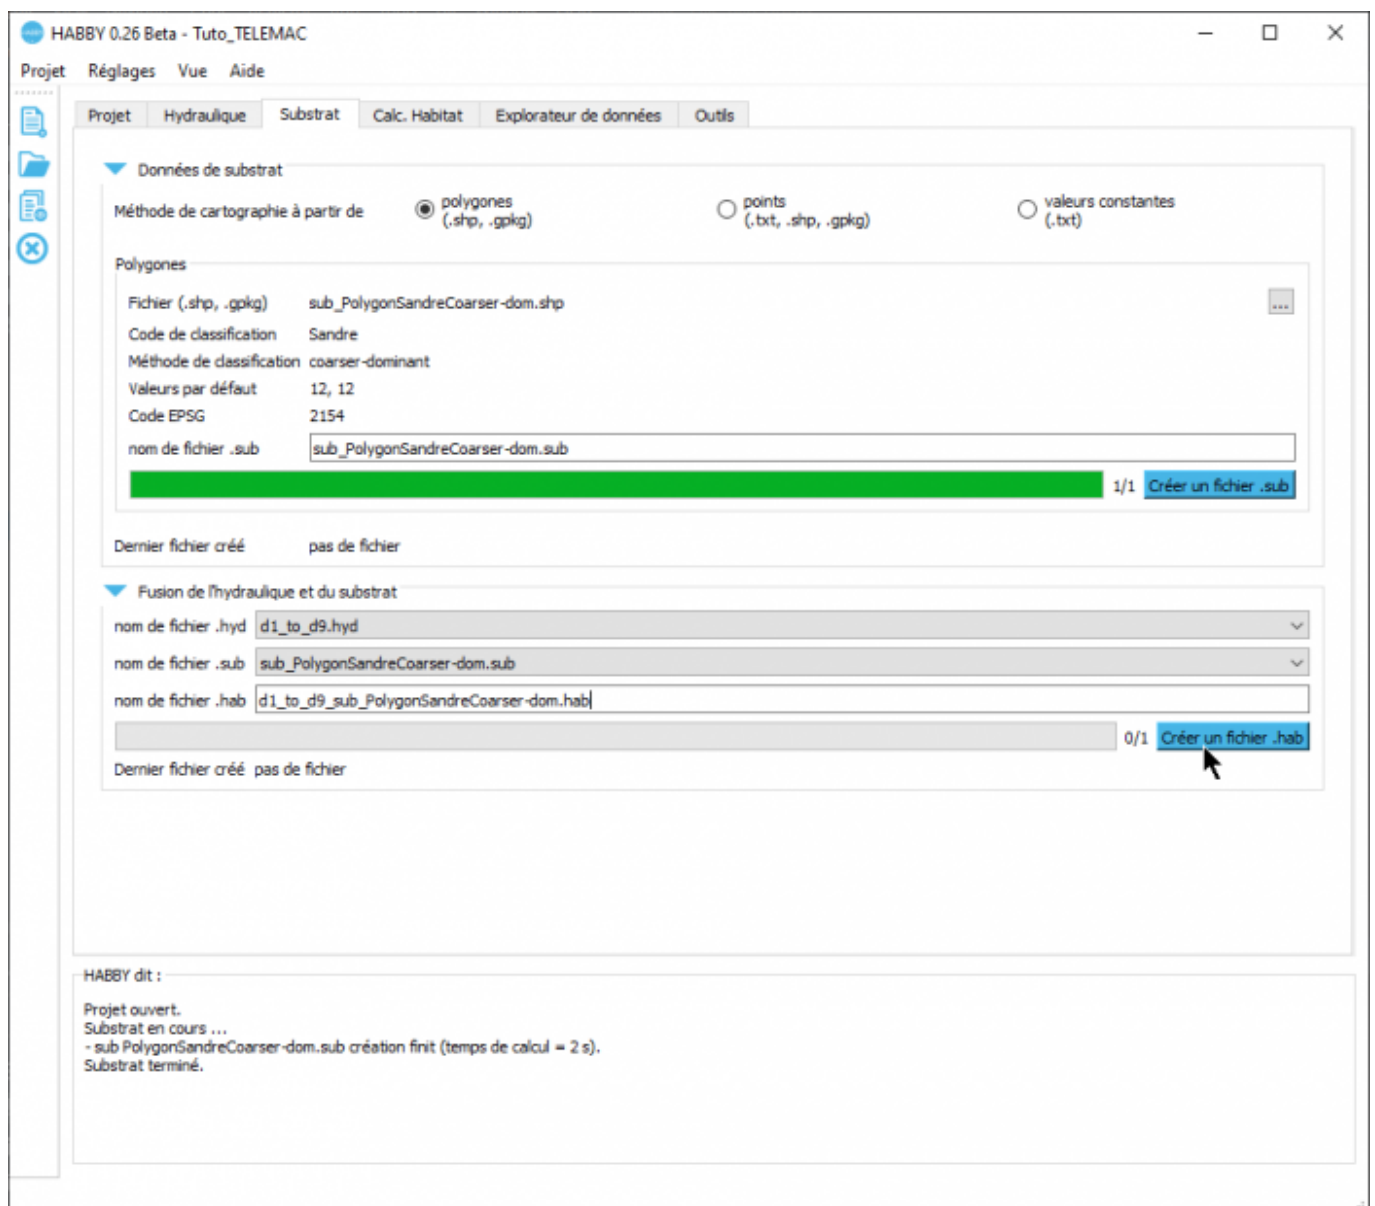 HABBY 0.26 Beta - Tuto_TELEMAC
Projet Réglages Vue Aide
Projet Hydraulique Substrat Calc. Habitat Explorateur de données Outils
Données de substrat
Méthode de cartographie à partir de
polygones
(.shp, .gpkg)
points
(.txt, .shp, .gpkg)
valeurs constantes
(.txt)
Polygones
Fichier (.shp, .gpkg) sub_PolygonSandreCoarser-dom.shp ...
Code de classification Sandre
Méthode de classification coarser-dominant
Valeurs par défaut 12, 12
Code EPSG 2154
nom de fichier .sub sub_PolygonSandreCoarser-dom.sub
1/1 Créer un fichier .sub
Dernier fichier créé pas de fichier
Fusion de l'hydraulique et du substrat
nom de fichier .hyd d1_to_d9.hyd
nom de fichier .sub sub_PolygonSandreCoarser-dom.sub
nom de fichier .hab d1_to_d9_sub_PolygonSandreCoarser-dom.hab
0/1 Créer un fichier .hab
Dernier fichier créé pas de fichier
HABBY dit :
Projet ouvert.
Substrat en cours ...
- sub PolygonSandreCoarser-dom.sub création finit (temps de calcul = 2 s).
Substrat terminé.